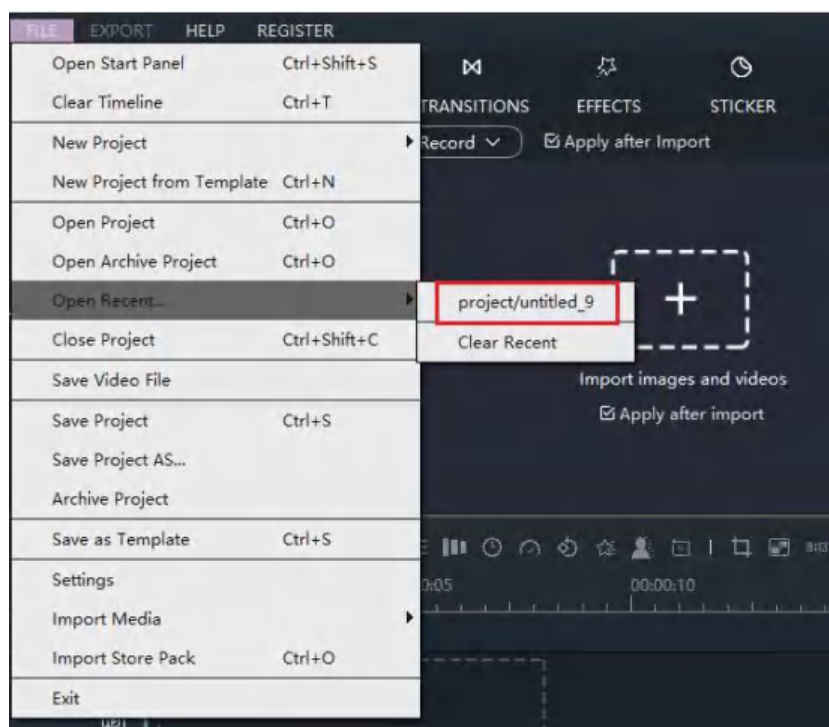 FILE EXPORT HELP REGISTER
Open Start Panel Ctrl+Shift+S
Clear Timeline Ctrl+T
New Project
New Project from Template Ctrl+N
Open Project Ctrl+O
Open Archive Project Ctrl+O
Open Recent...
Close Project Ctrl+Shift+C
Save Video File
Save Project Ctrl+S
Save Project AS...
Archive Project
Save as Template Ctrl+S
Settings
Import Media
Import Store Pack Ctrl+O
Exit
project/untitled_9
Clear Recent
TRANSITIONS EFFECTS STICKER
Record Apply after Import
Import images and videos
Apply after import
0:05 00:00:10